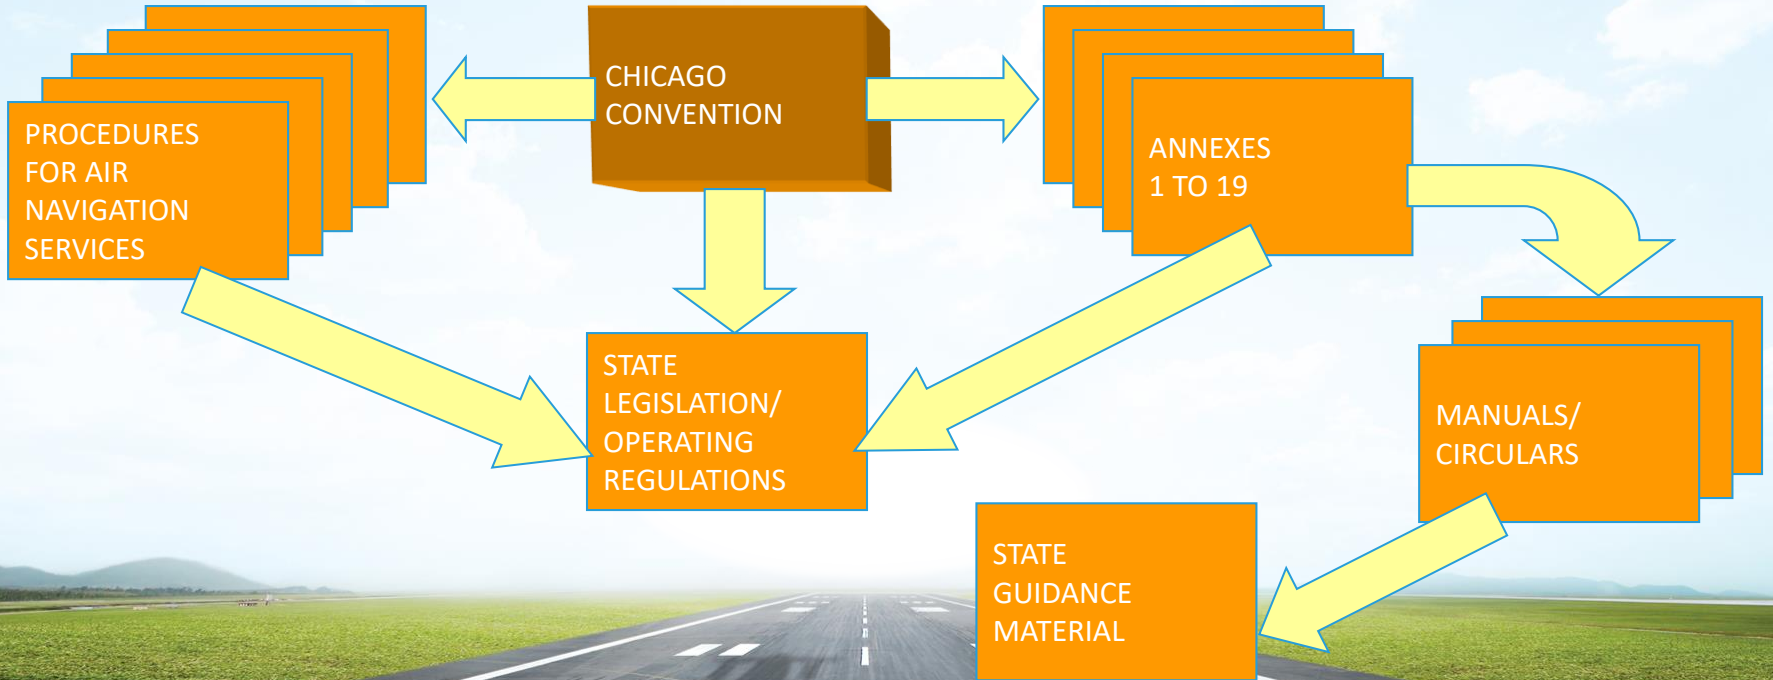 CHICAGO
CONVENTION
PROCEDURES
FOR AIR
NAVIGATION
SERVICES
ANNEXES
1 TO 19
STATE
LEGISLATION/
OPERATING
REGULATIONS
MANUALS/
CIRCULARS
STATE
GUIDANCE
MATERIAL